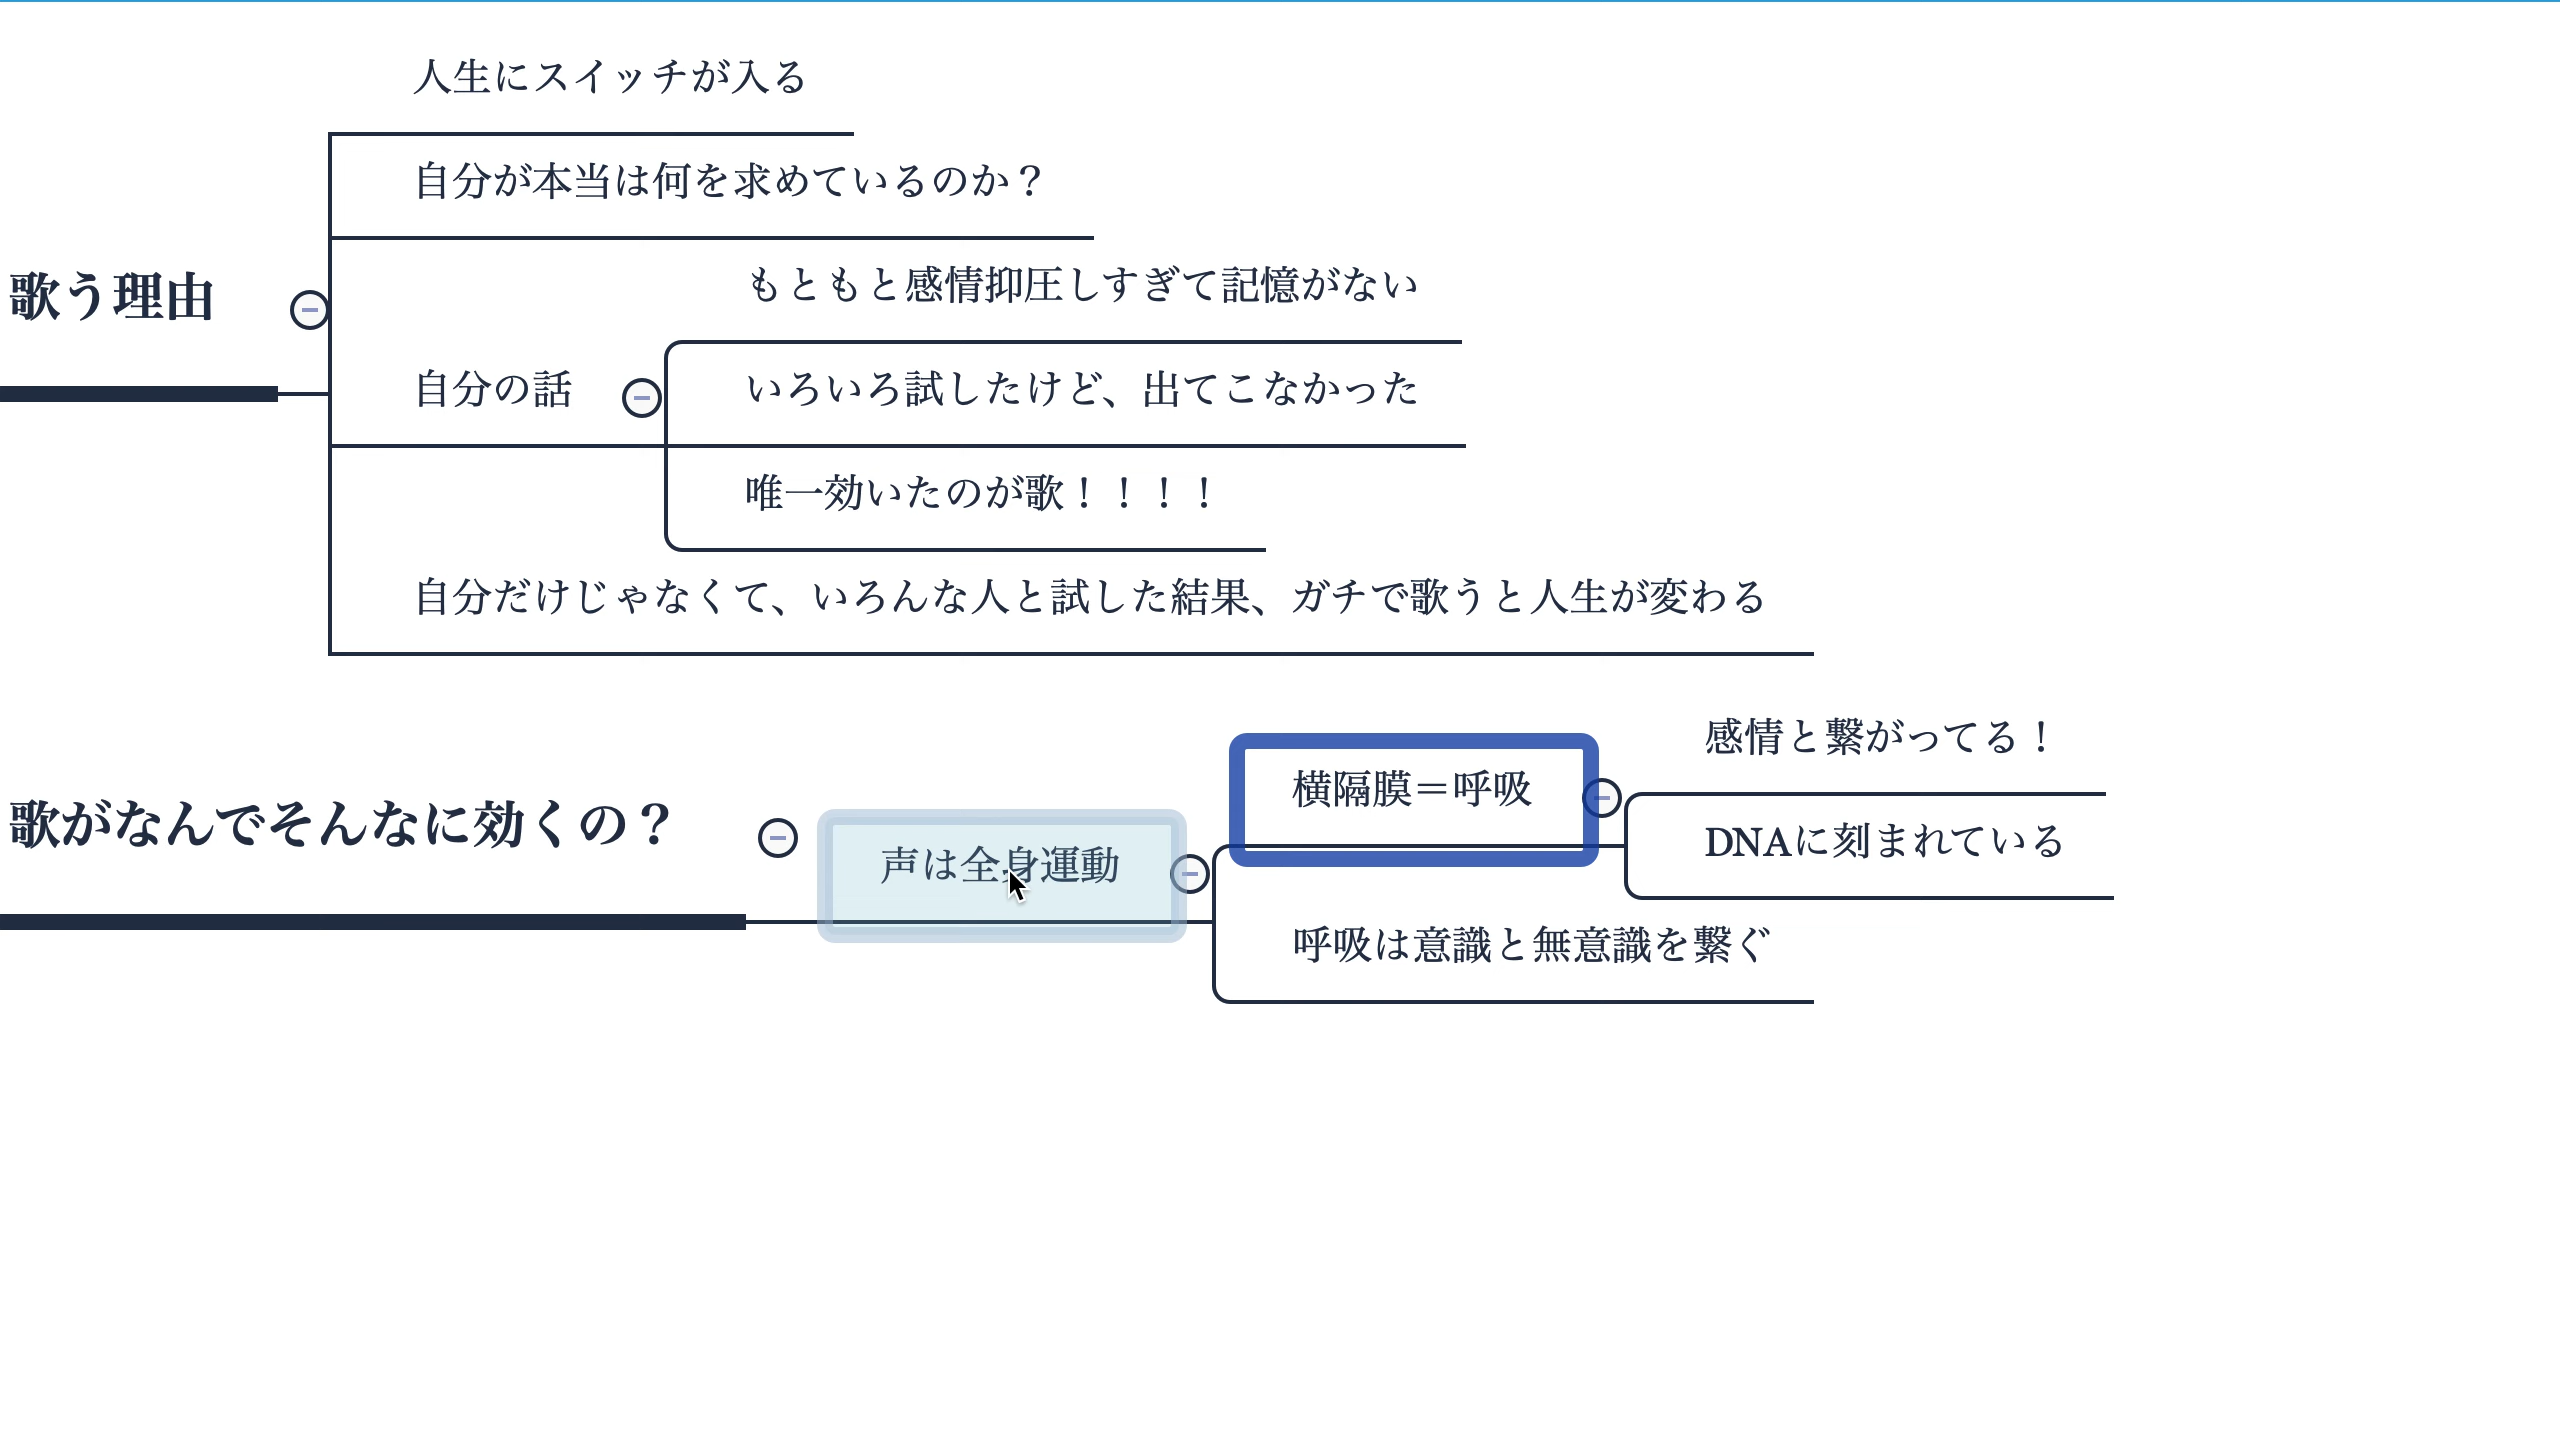 人生にスイッチが入る
自分が本当は何を求めているのか？
歌う理由
もともと感情抑圧しすぎて記憶がない
自分の話
いろいろ試したけど、出てこなかった
唯一効いたのが歌！！！！
自分だけじゃなくて、いろんな人と試した結果、ガチで歌うと人生が変わる
歌がなんでそんなに効くの？
声は全身運動
横隔膜＝呼吸
感情と繋がってる！
DNAに刻まれている
呼吸は意識と無意識を繋ぐ